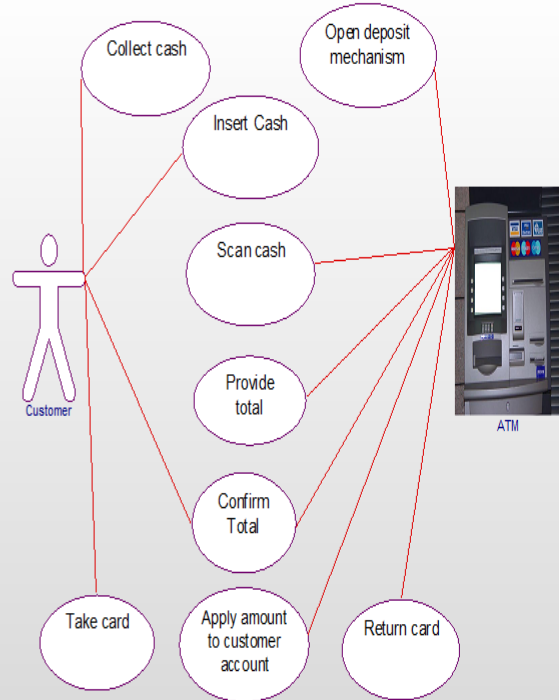 Collect cash
Open deposit
mechanism
Insert Cash
Scan cash
Provide
total
Customer
ATM
Confirm
Total
Take card
Apply amount
to customer
account
Return card